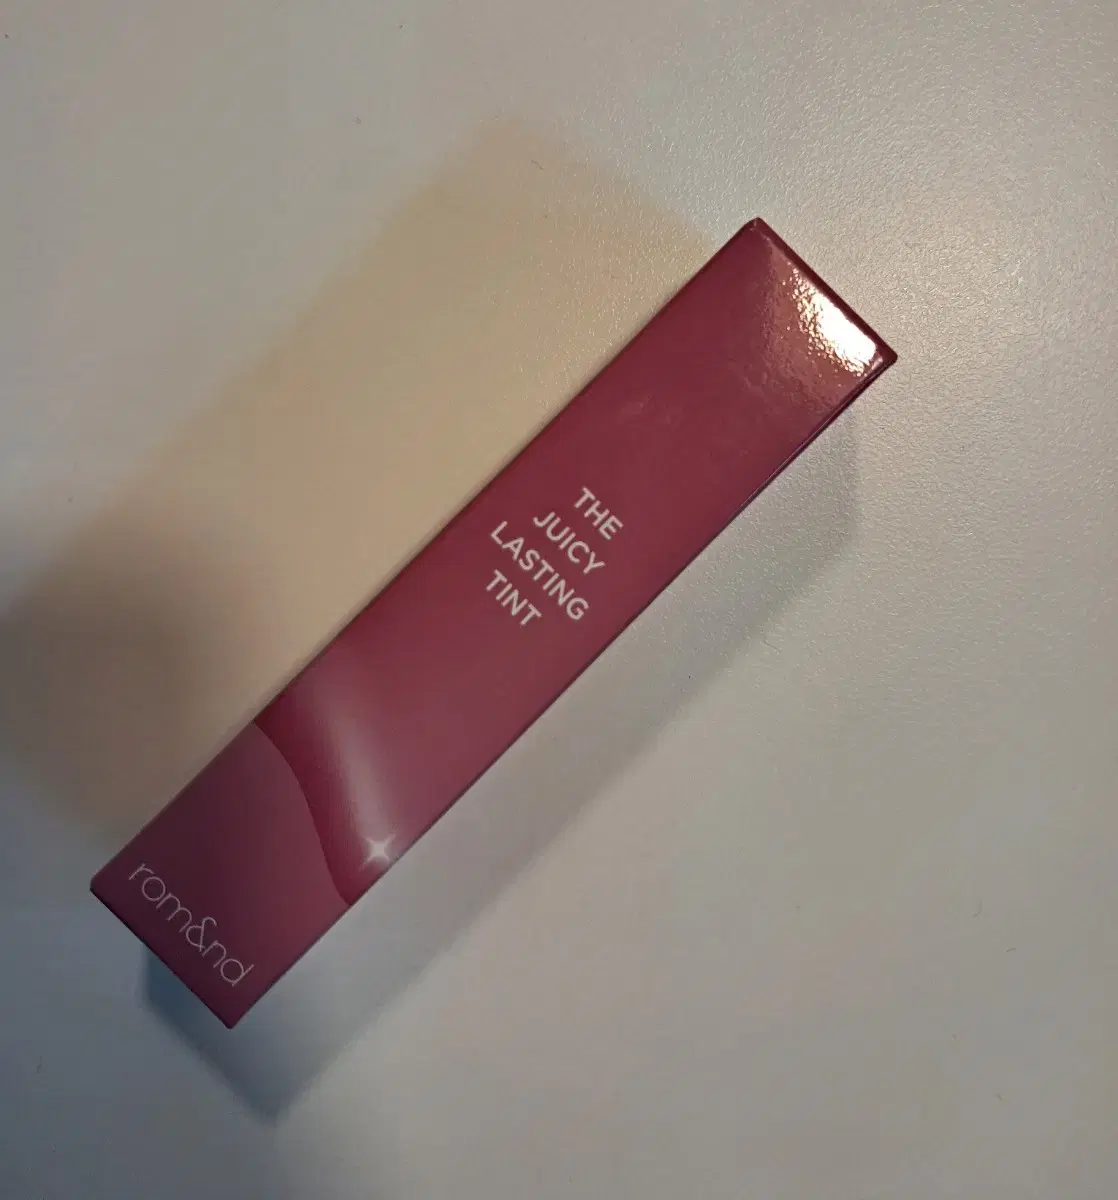 THE
JUICY
LASTING
TINT
rom&nd